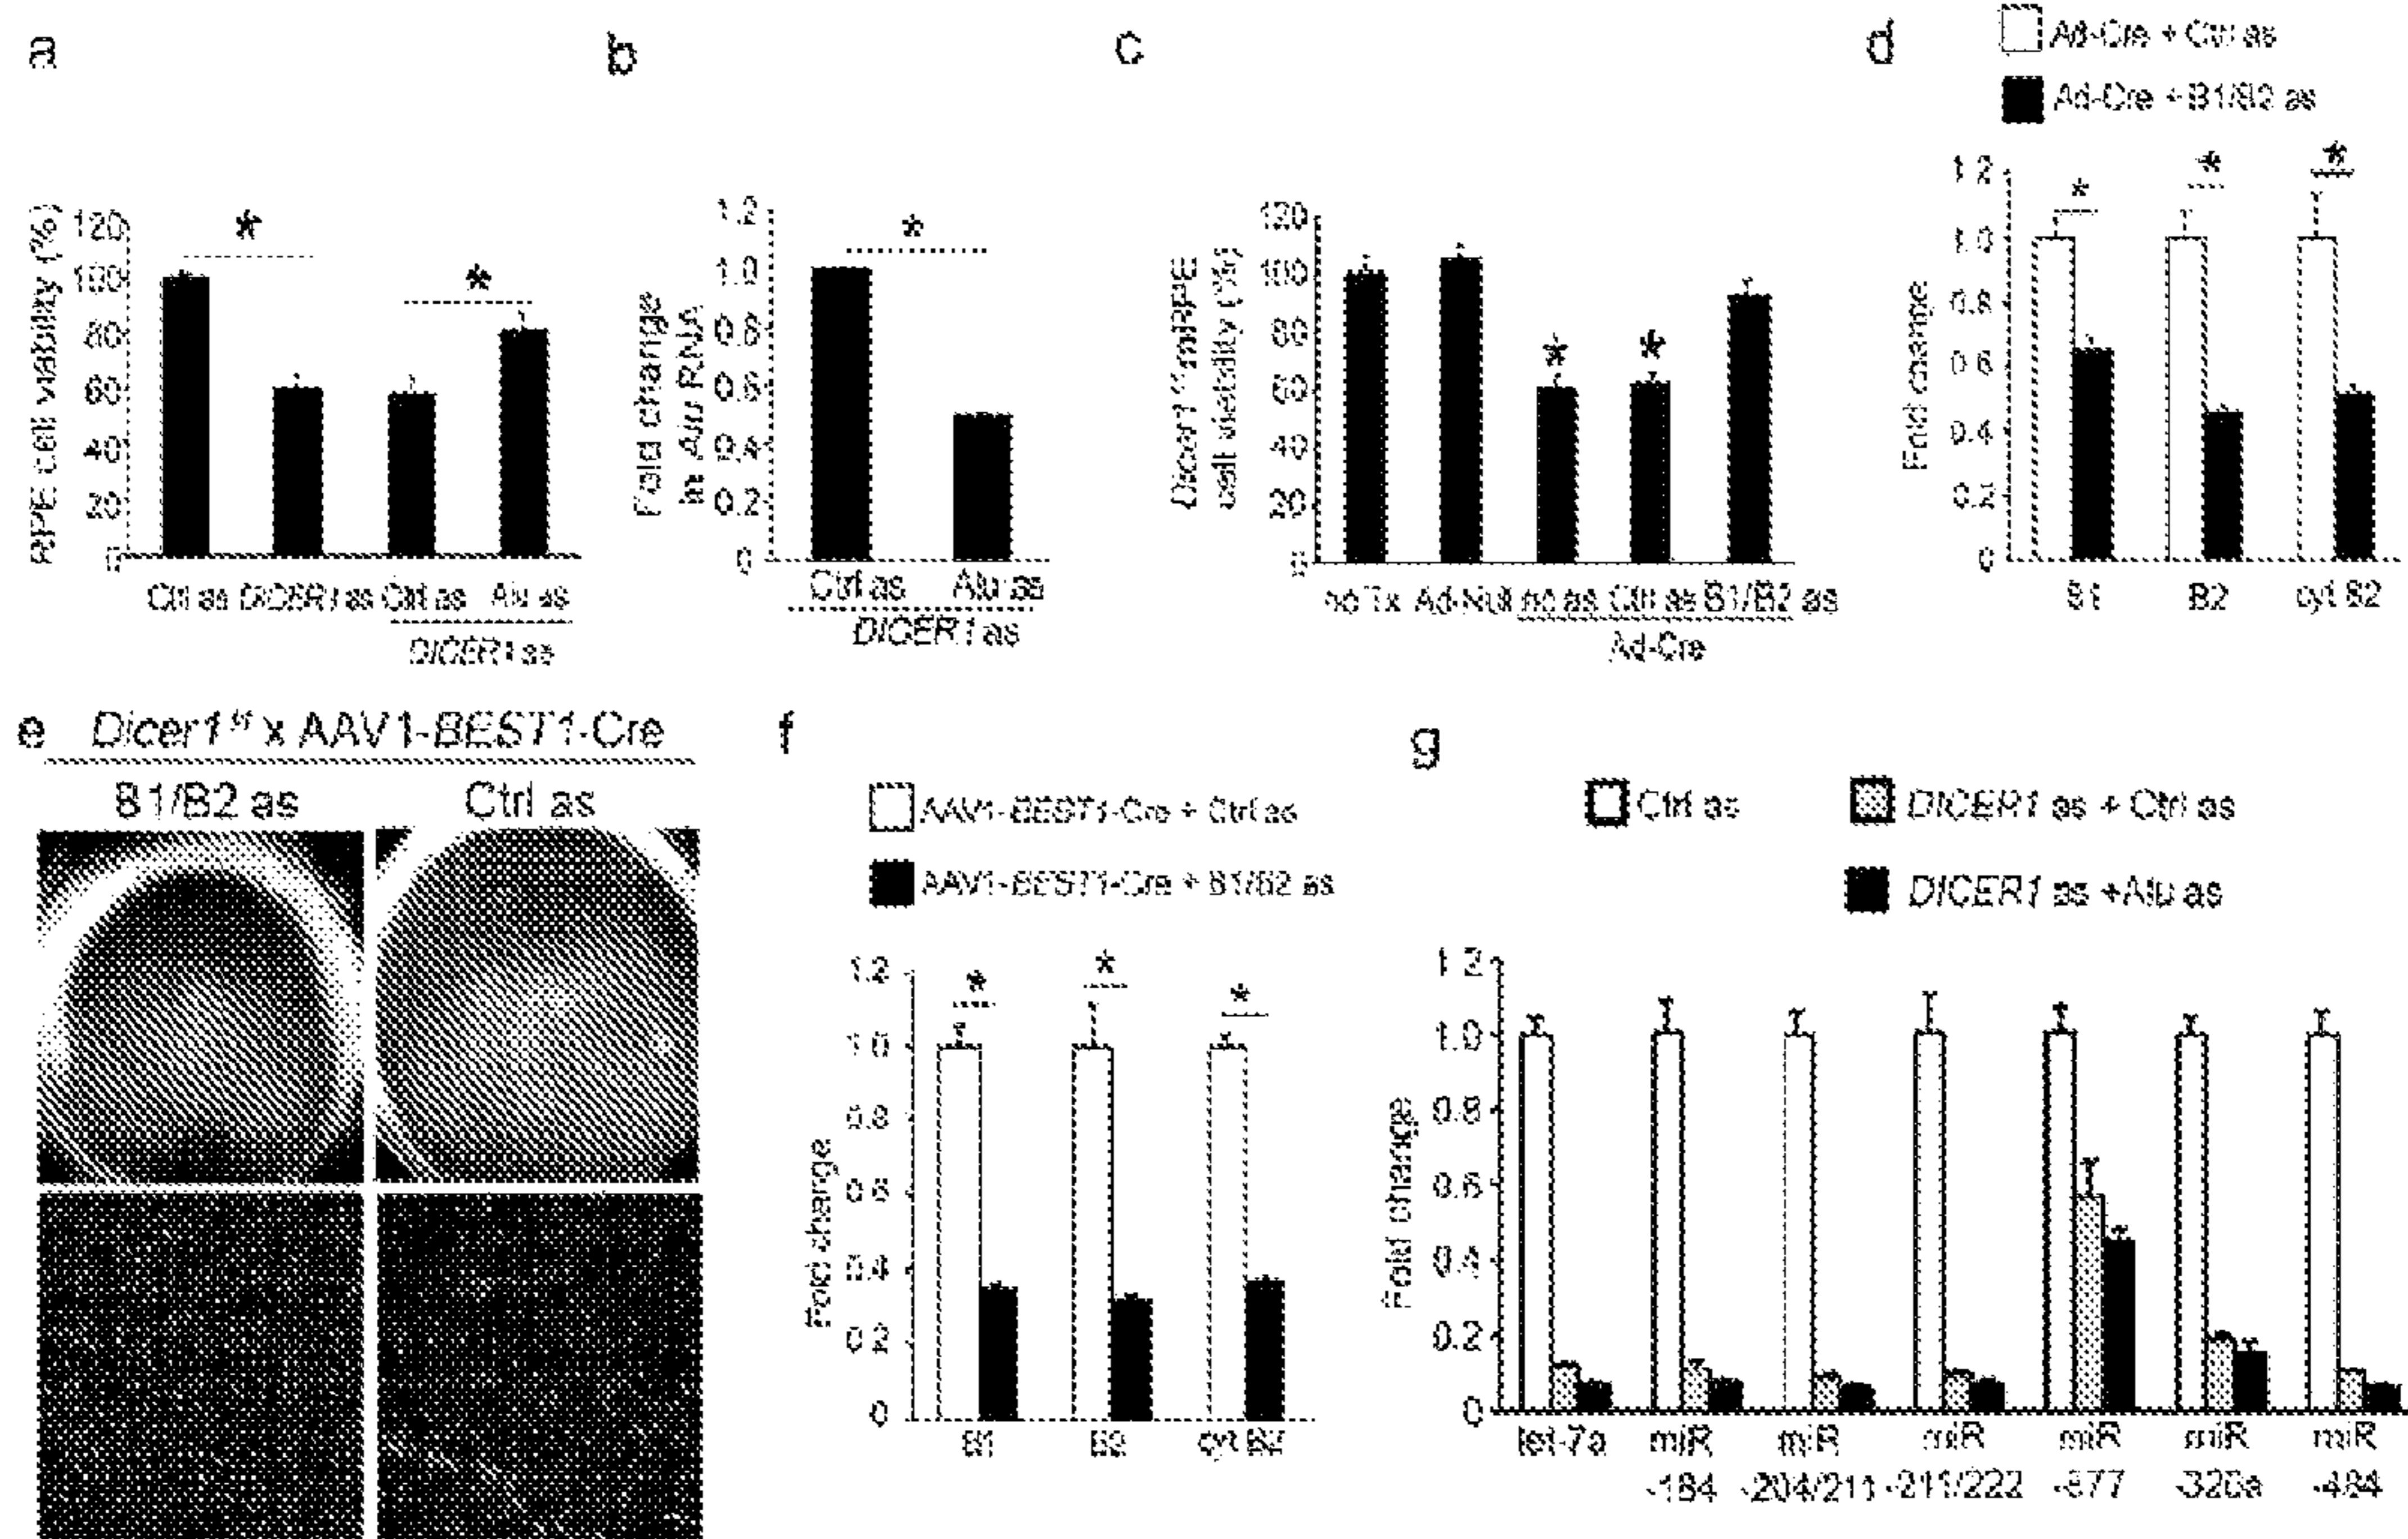 a
RPE cell viability (%)
120
100
80
60
40
20
0
*
*
Ctrl as DICER1 as Ctrl as Alu as
DICER1 as
b
Fold change
in Alu RNA
1.2
1.0
0.8
0.6
0.4
0.2
0
*
Ctrl as Alu as
DICER1 as
c
Dicer1 f/f mRPE
cell viability (%)
120
100
80
60
40
20
0
*
*
no Tx Ad-Null no as Ctrl as B1/B2 as
Ad-Cre
d
Ad-Cre + Ctrl as
Ad-Cre + B1/B2 as
Fold change
1.2
1.0
0.8
0.6
0.4
0
*
*
*
B1 B2 cyt B2
e
Dicer1 f/f x AAV1-BEST1-Cre
B1/B2 as Ctrl as
f
AAV1-BEST1-Cre + Ctrl as
AAV1-BEST1-Cre + B1/B2 as
Fold change
1.2
1.0
0.8
0.6
0.4
0.2
0
*
*
*
B1 B2 cyt B2
g
Ctrl as
DICER1 as + Ctrl as
DICER1 as +Alu as
Fold change
1.2
1.0
0.8
0.6
0.4
0.2
0
let-7a miR miR miR miR miR miR
-184 -204/211 -211/222 -320a -484